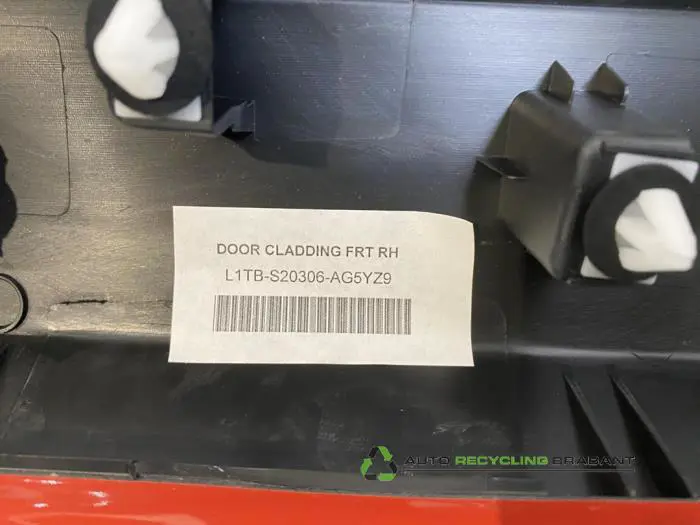 DOOR CLADDING FRT RH
L1TB-S20306-AG5YZ9
AUTO RECYCLING BRABANT